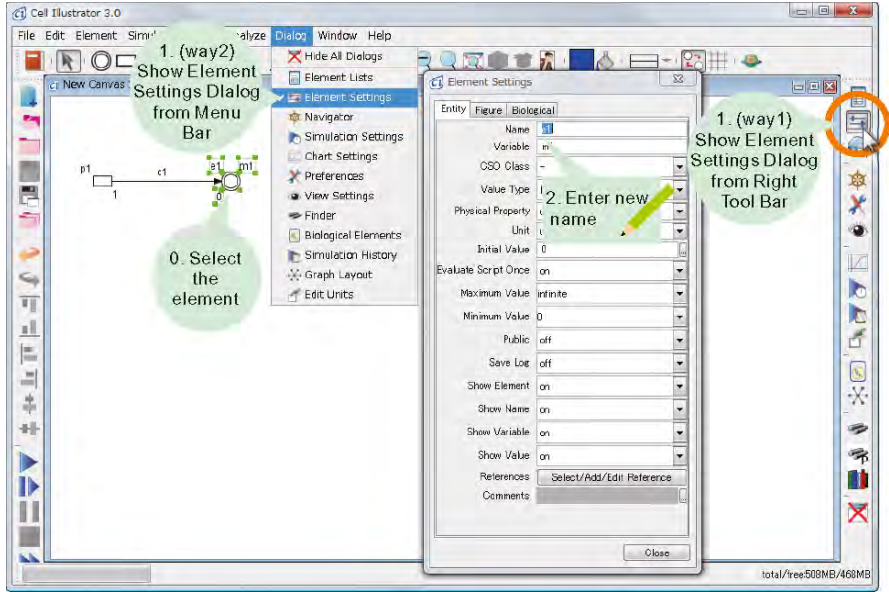 Cell Illustrator 3.0
File Edit Element Simu alyze Dialog Window Help
1. (way2)
Show Element
Settings DIalog
from Menu
Bar
Hide All Dialogs
Element Lists
Element Settings
Navigator
Simulation Settings
Chart Settings
Preferences
View Settings
Finder
Biological Elements
Simulation History
Graph Layout
Edit Units
New Canvas
p1
c1
e1
m1
1
0
0. Select
the
element
Element Settings
Entity Figure Biological
Name e1
Variable m1
CSO Class -
Value Type
Physical Property
Unit
Initial Value 0
Evaluate Script Once on
Maximum Value infinite
Minimum Value 0
Public off
Save Log off
Show Element on
Show Name on
Show Variable on
Show Value on
References Select/Add/Edit Reference
Comments
Close
2. Enter new
name
1. (way1)
Show Element
Settings DIalog
from Right
Tool Bar
total/free:508MB/468MB